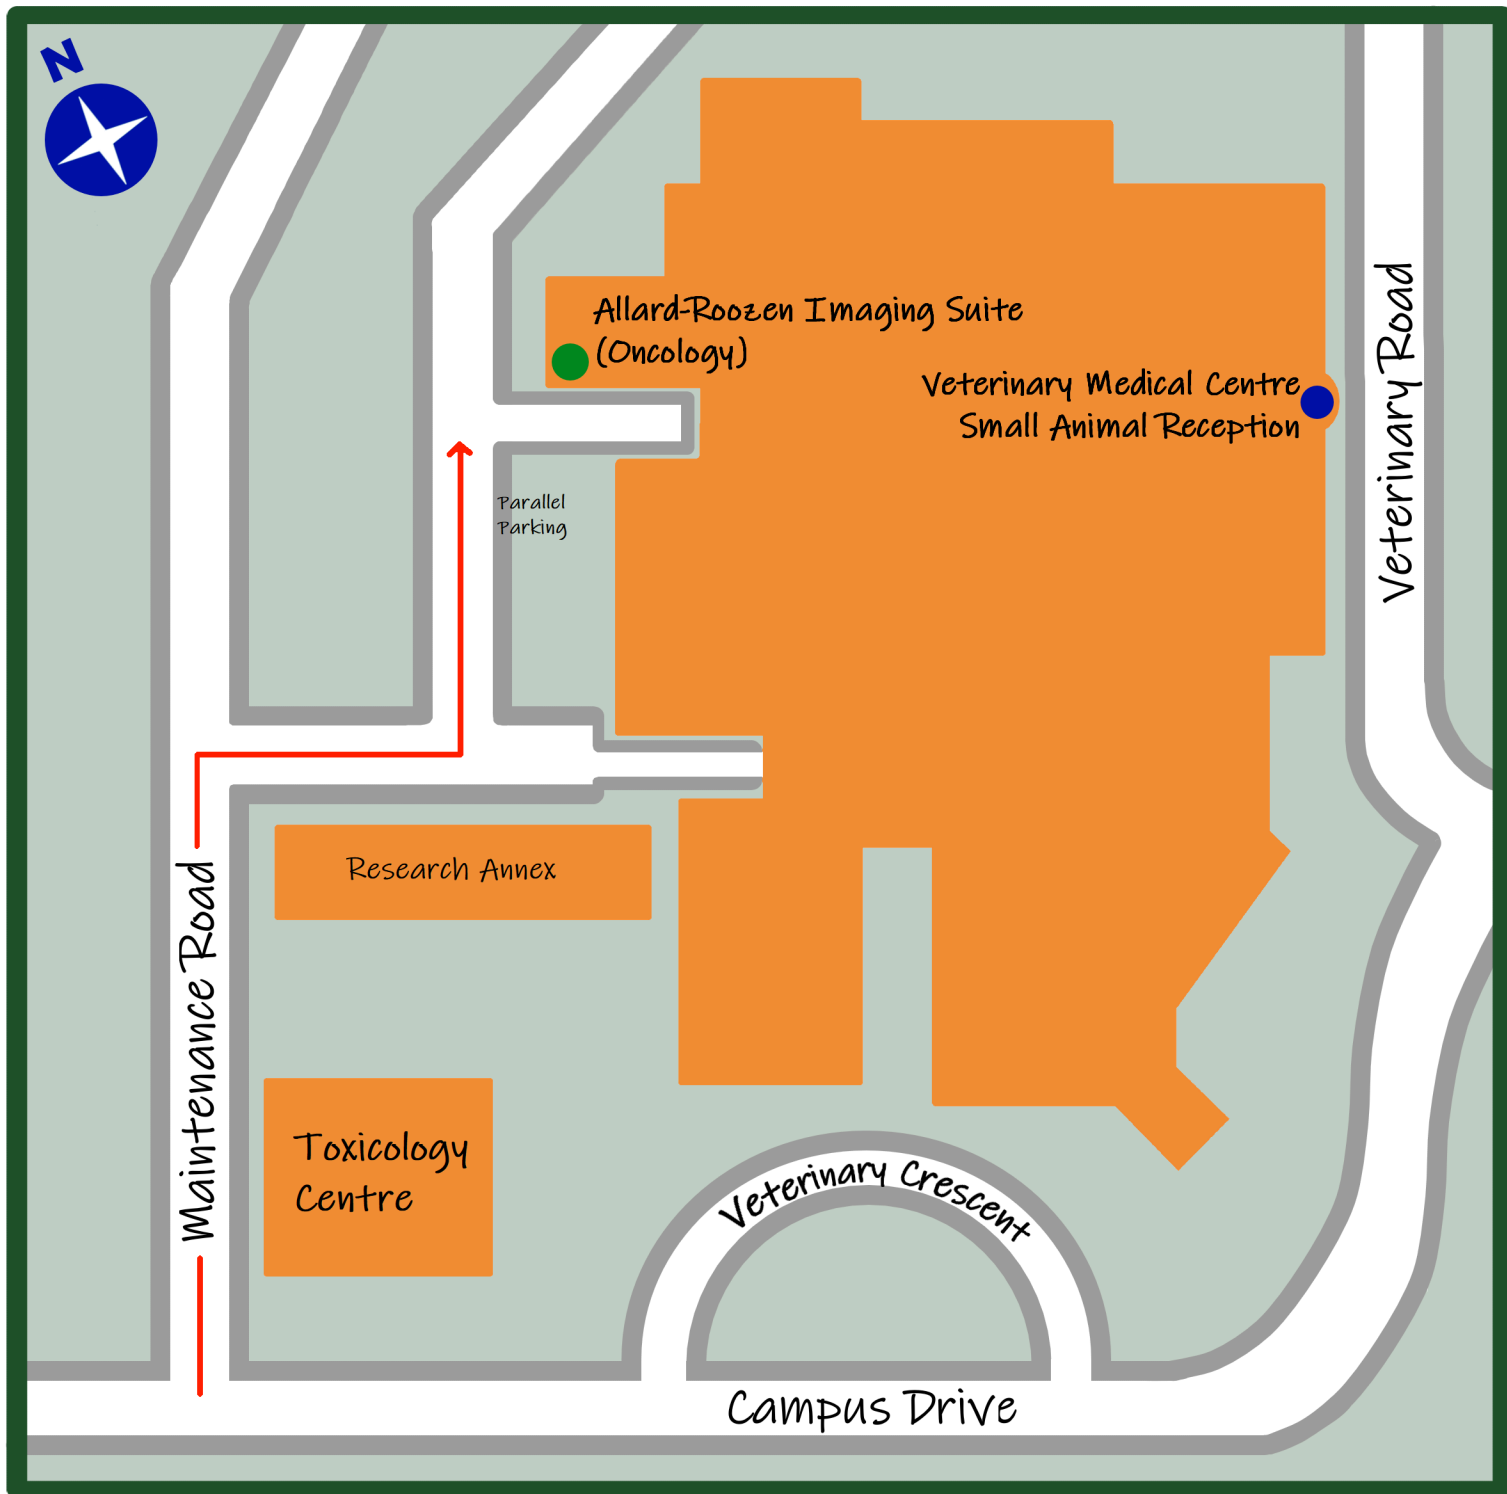 N
Allard-Roozen Imaging Suite
(Oncology)
Veterinary Medical Centre
Small Animal Reception
Veterinary Road
Parallel
Parking
Research Annex
Maintenance Road
Toxicology
Centre
Veterinary Crescent
Campus Drive